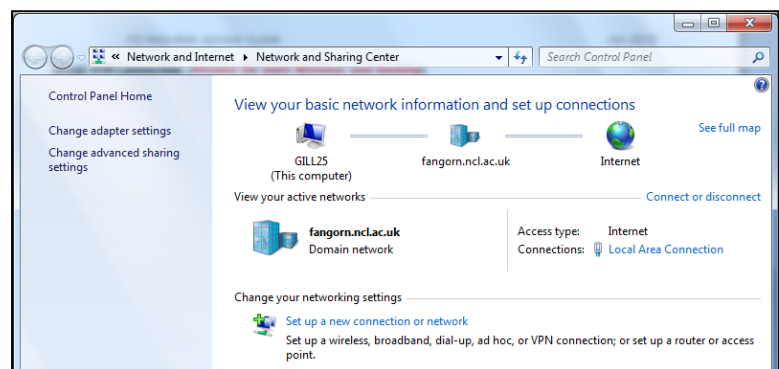 « Network and Internet ▸ Network and Sharing Center
Search Control Panel
Control Panel Home
Change adapter settings
Change advanced sharing
settings
View your basic network information and set up connections
See full map
GILL25
(This computer)
fangorn.ncl.ac.uk
Internet
View your active networks
Connect or disconnect
fangorn.ncl.ac.uk
Domain network
Access type: Internet
Connections: Local Area Connection
Change your networking settings
Set up a new connection or network
Set up a wireless, broadband, dial-up, ad hoc, or VPN connection; or set up a router or access
point.